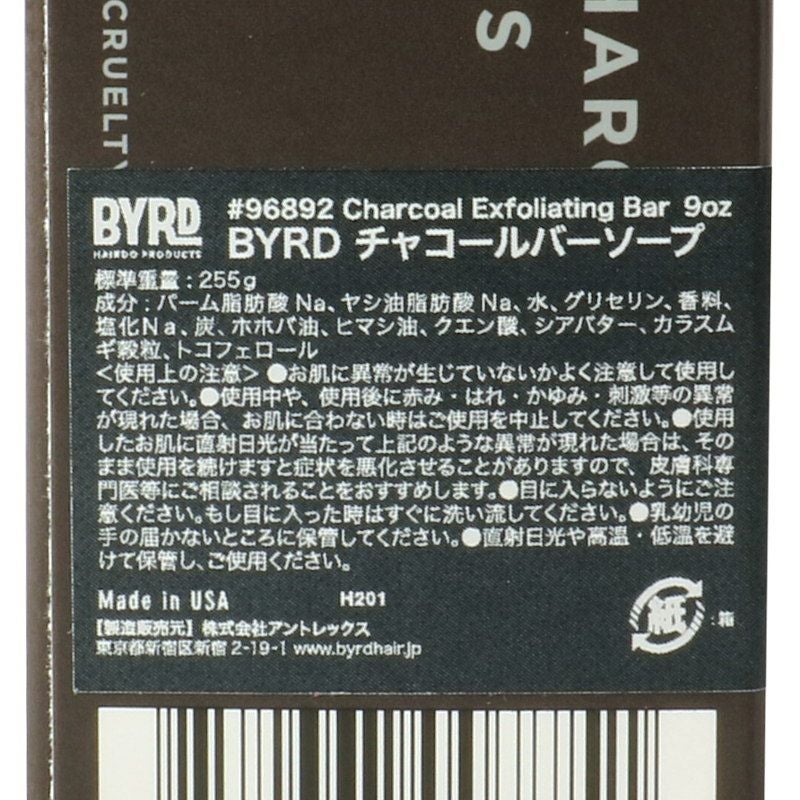 CRUELTY
HARC
S
BYRD
HAIRDO PRODUCTS
#96892 Charcoal Exfoliating Bar 9oz
BYRD チャコールバーソープ
標準重量：255g
成分：パーム脂肪酸Na、ヤシ油脂肪酸Na、水、グリセリン、香料、
塩化Na、炭、ホホバ油、ヒマシ油、クエン酸、シアバター、カラスム
ギ穀粒、トコフェロール
＜使用上の注意＞ ●お肌に異常が生じていないかよく注意して使用し
てください。●使用中や、使用後に赤み・はれ・かゆみ・刺激等の異常
が現れた場合、お肌に合わない時はご使用を中止してください。●使用
したお肌に直射日光が当たって上記のような異常が現れた場合は、その
まま使用を続けますと症状を悪化させることがありますので、皮膚科専
門医等にご相談されることをおすすめします。●目に入らないようにご注
意ください。もし目に入った時はすぐに洗い流してください。●乳幼児の
手の届かないところに保管してください。●直射日光や高温・低温を避
けて保管し、ご使用ください。
Made in USA H201
【製造販売元】株式会社アントレックス
東京都新宿区新宿 2-19-1 www.byrdhair.jp
紙：箱